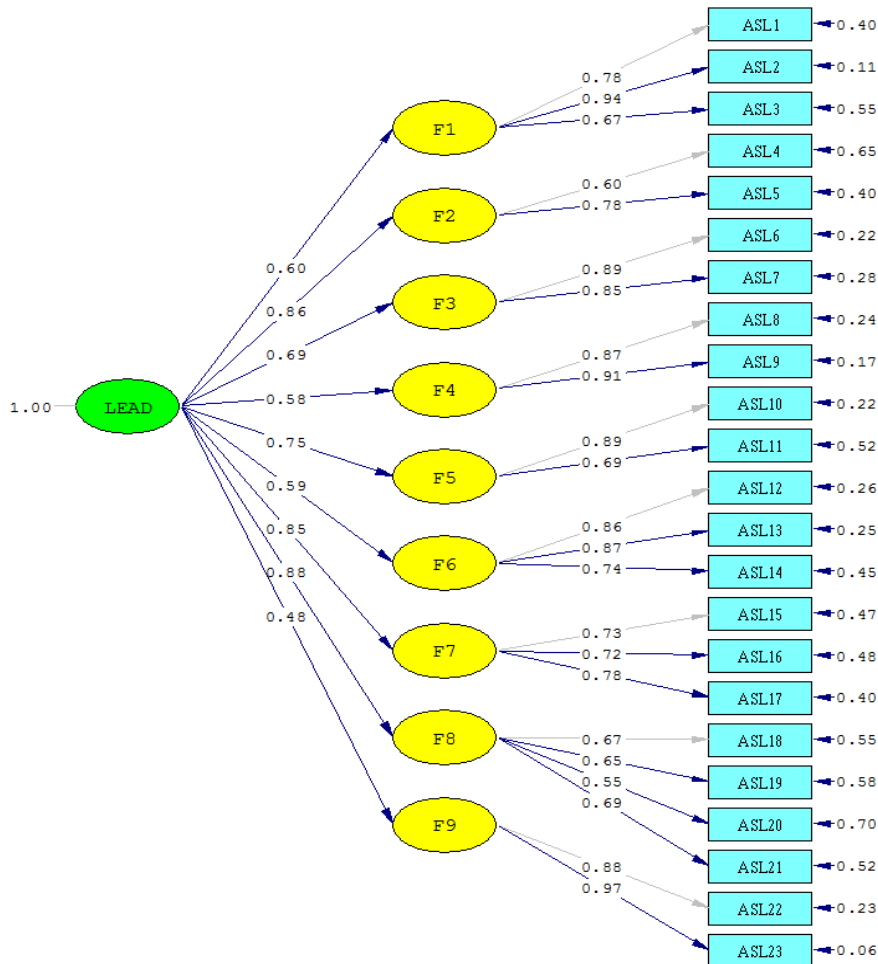 ASL1 0.40
ASL2 0.11
0.78
0.94
ASL3 0.55
0.67
F1
ASL4 0.65
0.60
ASL5 0.40
0.78
F2
ASL6 0.22
0.60
0.89
ASL7 0.28
0.85
F3
0.86
ASL8 0.24
0.69
0.87
ASL9 0.17
0.91
F4
0.58
1.00 LEAD
ASL10 0.22
0.75
0.89
ASL11 0.52
0.69
F5
0.59
ASL12 0.26
0.85
0.86
ASL13 0.25
0.87
0.74
F6
0.88
ASL14 0.45
0.48
ASL15 0.47
0.73
0.72
F7
ASL16 0.48
0.78
ASL17 0.40
F8
0.67
ASL18 0.55
0.65
0.55
ASL19 0.58
0.69
F9
ASL20 0.70
0.88
ASL21 0.52
0.97
ASL22 0.23
ASL23 0.06